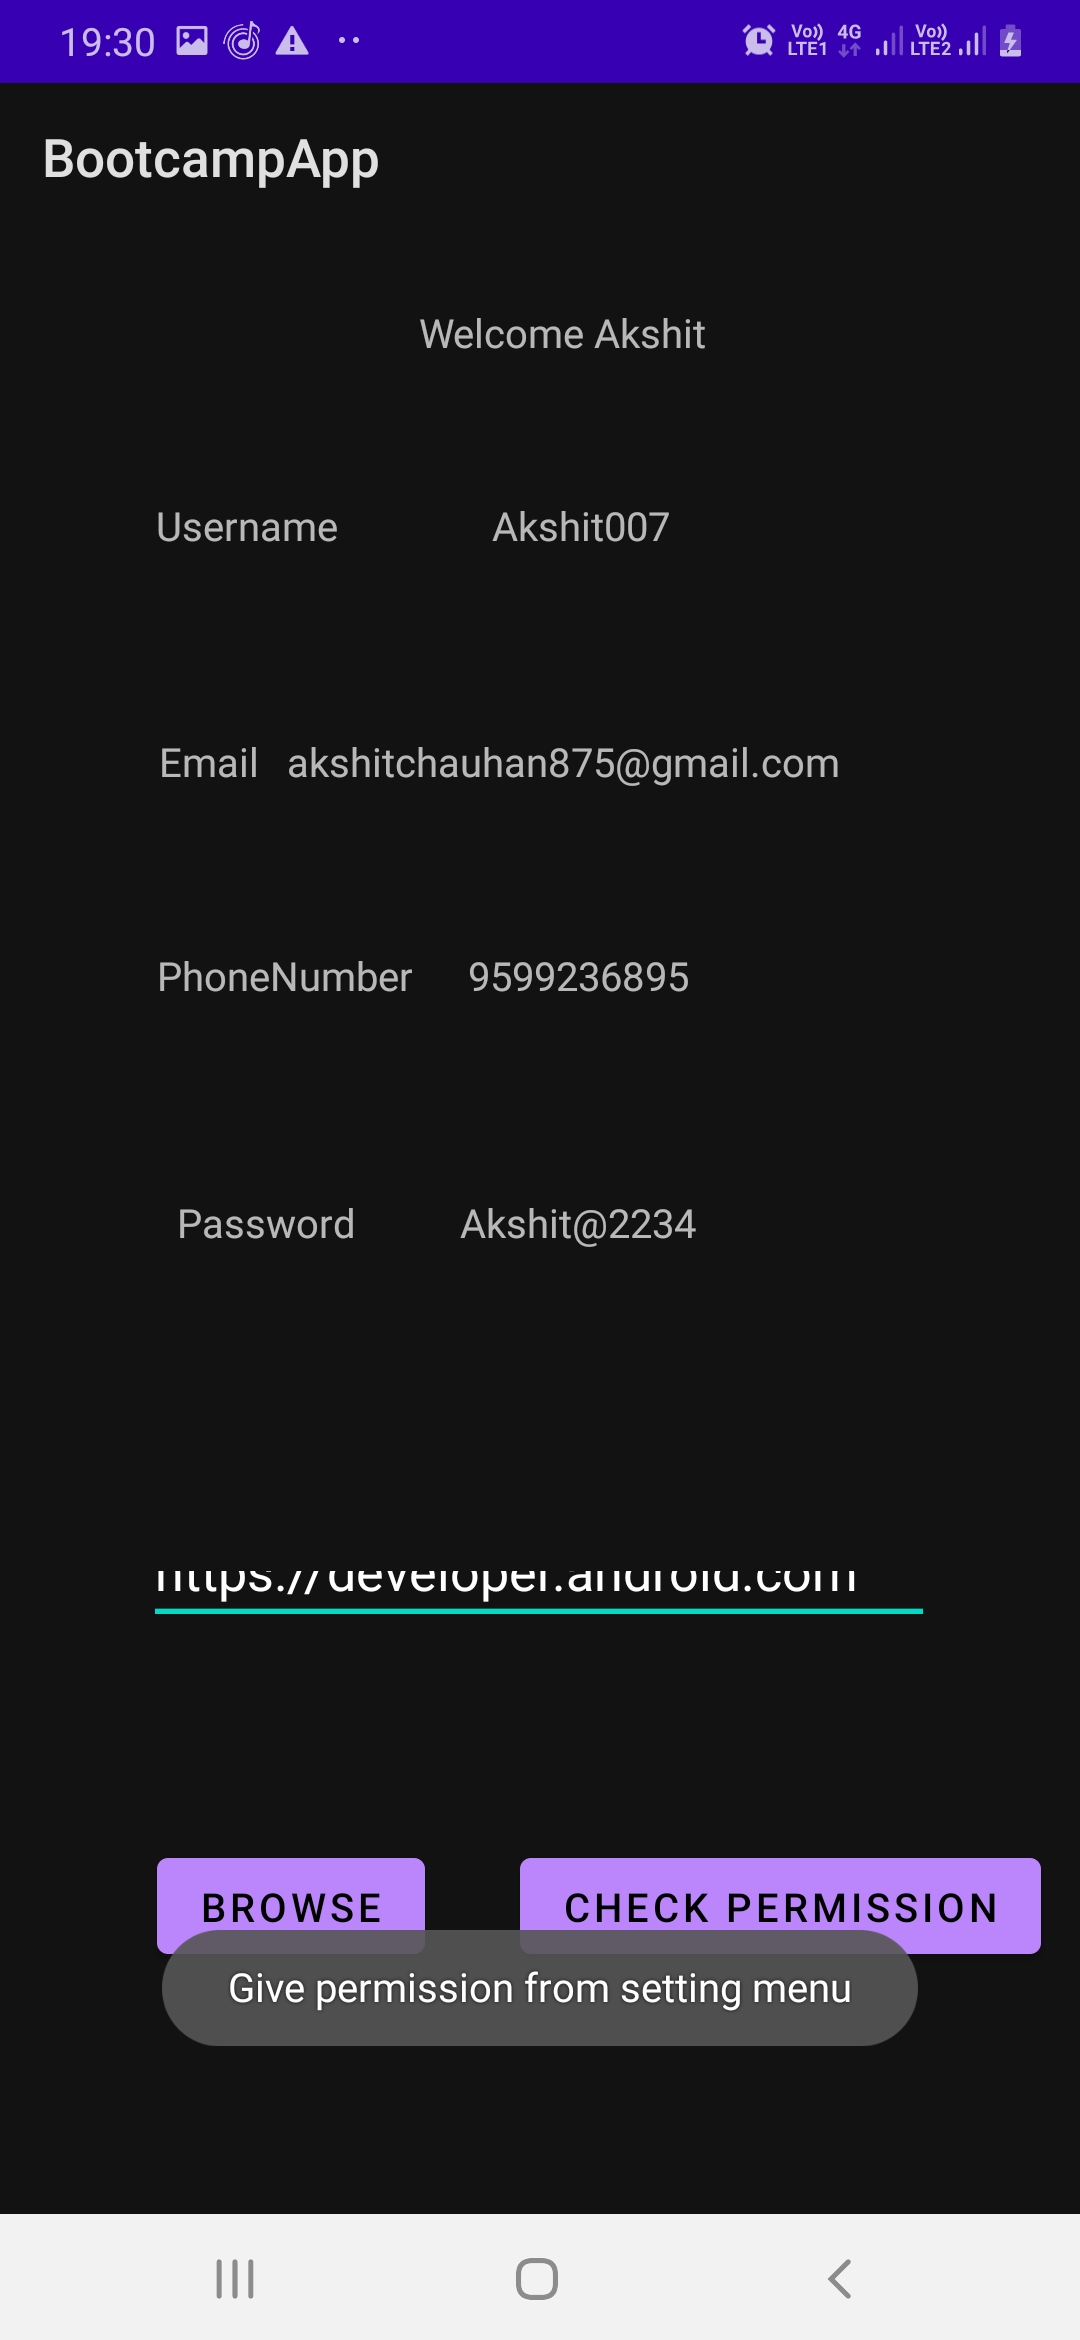 19:30 Vo)) LTE1 4G Vo)) LTE2
BootcampApp
Welcome Akshit
Username Akshit007
Email akshitchauhan875@gmail.com
PhoneNumber 9599236895
Password Akshit@2234
https://developer.android.com
BROWSE CHECK PERMISSION
Give permission from setting menu